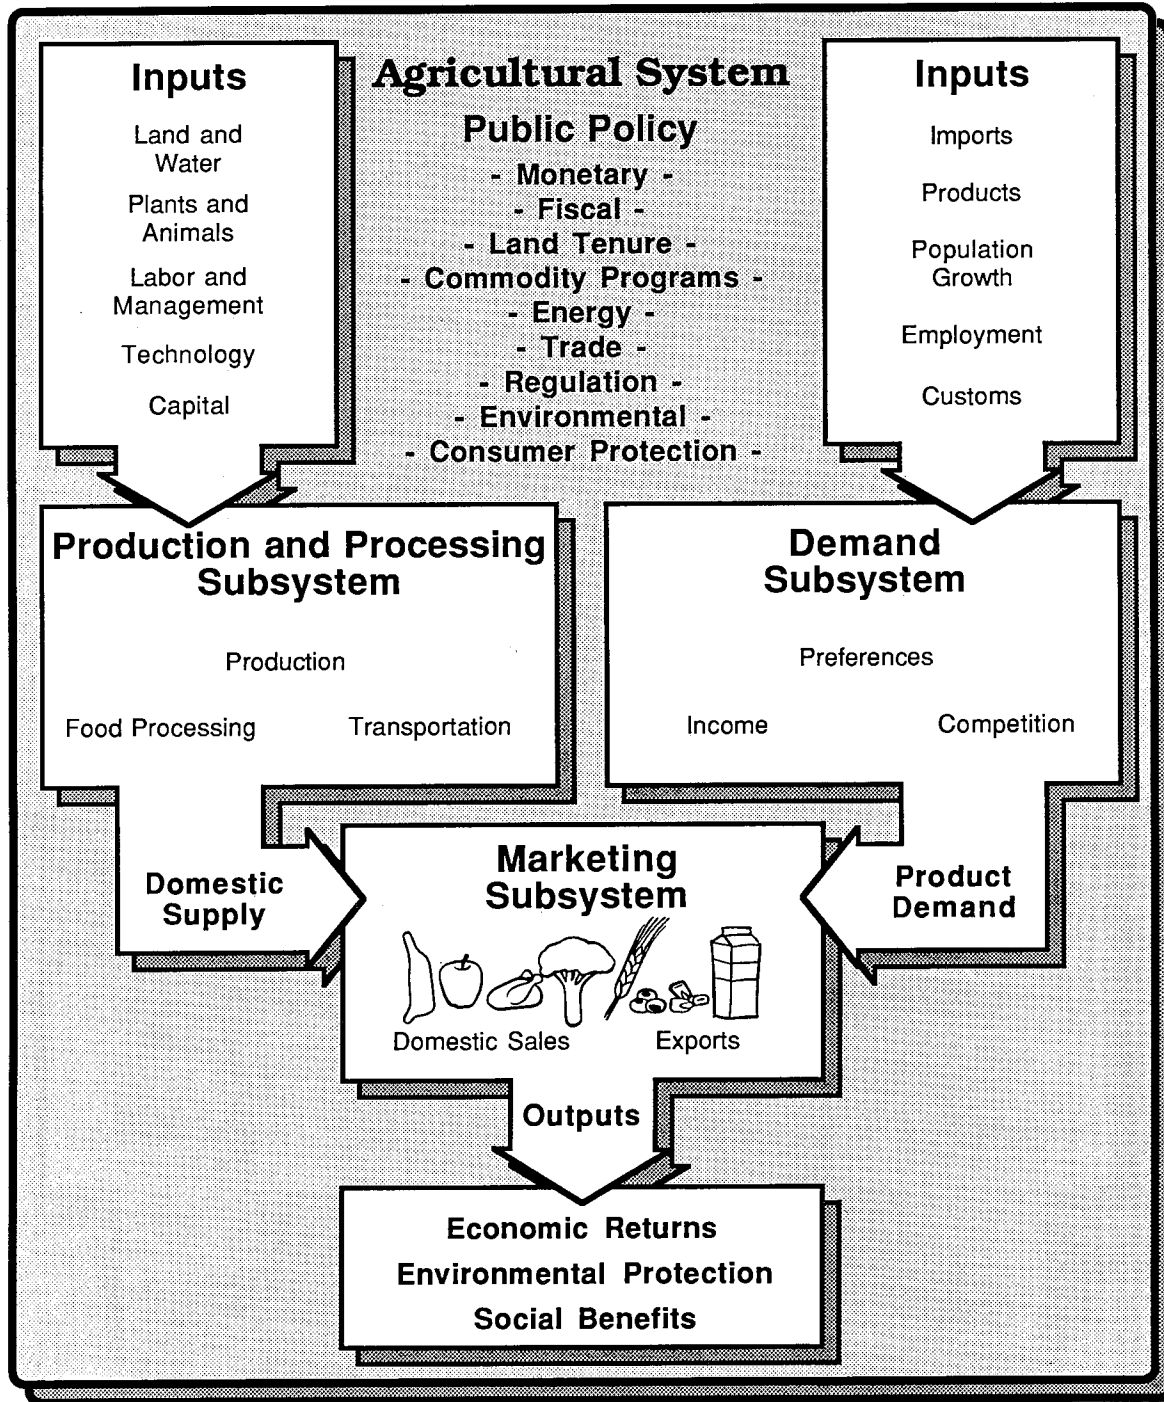 Agricultural System
Public Policy
- Monetary -
- Fiscal -
- Land Tenure -
- Commodity Programs -
- Energy -
- Trade -
- Regulation -
- Environmental -
- Consumer Protection -
Inputs
Land and
Water
Plants and
Animals
Labor and
Management
Technology
Capital
Inputs
Imports
Products
Population
Growth
Employment
Customs
Production and Processing
Subsystem
Production
Food Processing
Transportation
Demand
Subsystem
Preferences
Income
Competition
Domestic
Supply
Marketing
Subsystem
Domestic Sales
Exports
Product
Demand
Outputs
Economic Returns
Environmental Protection
Social Benefits